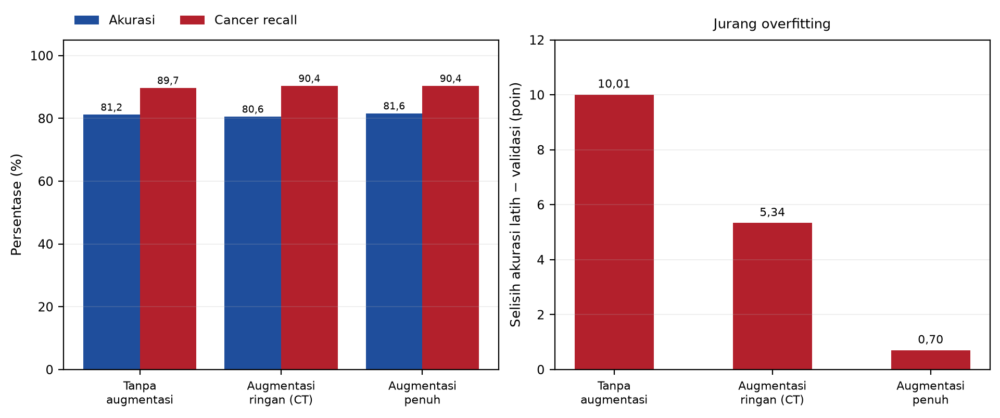 Akurasi
Cancer recall
Persentase (%)
100
80
60
40
20
0
81,2
89,7
80,6
90,4
81,6
90,4
Tanpa
augmentasi
Augmentasi
ringan (CT)
Augmentasi
penuh
Jurang overfitting
Selisih akurasi latih − validasi (poin)
12
10
8
6
4
2
0
10,01
5,34
0,70
Tanpa
augmentasi
Augmentasi
ringan (CT)
Augmentasi
penuh